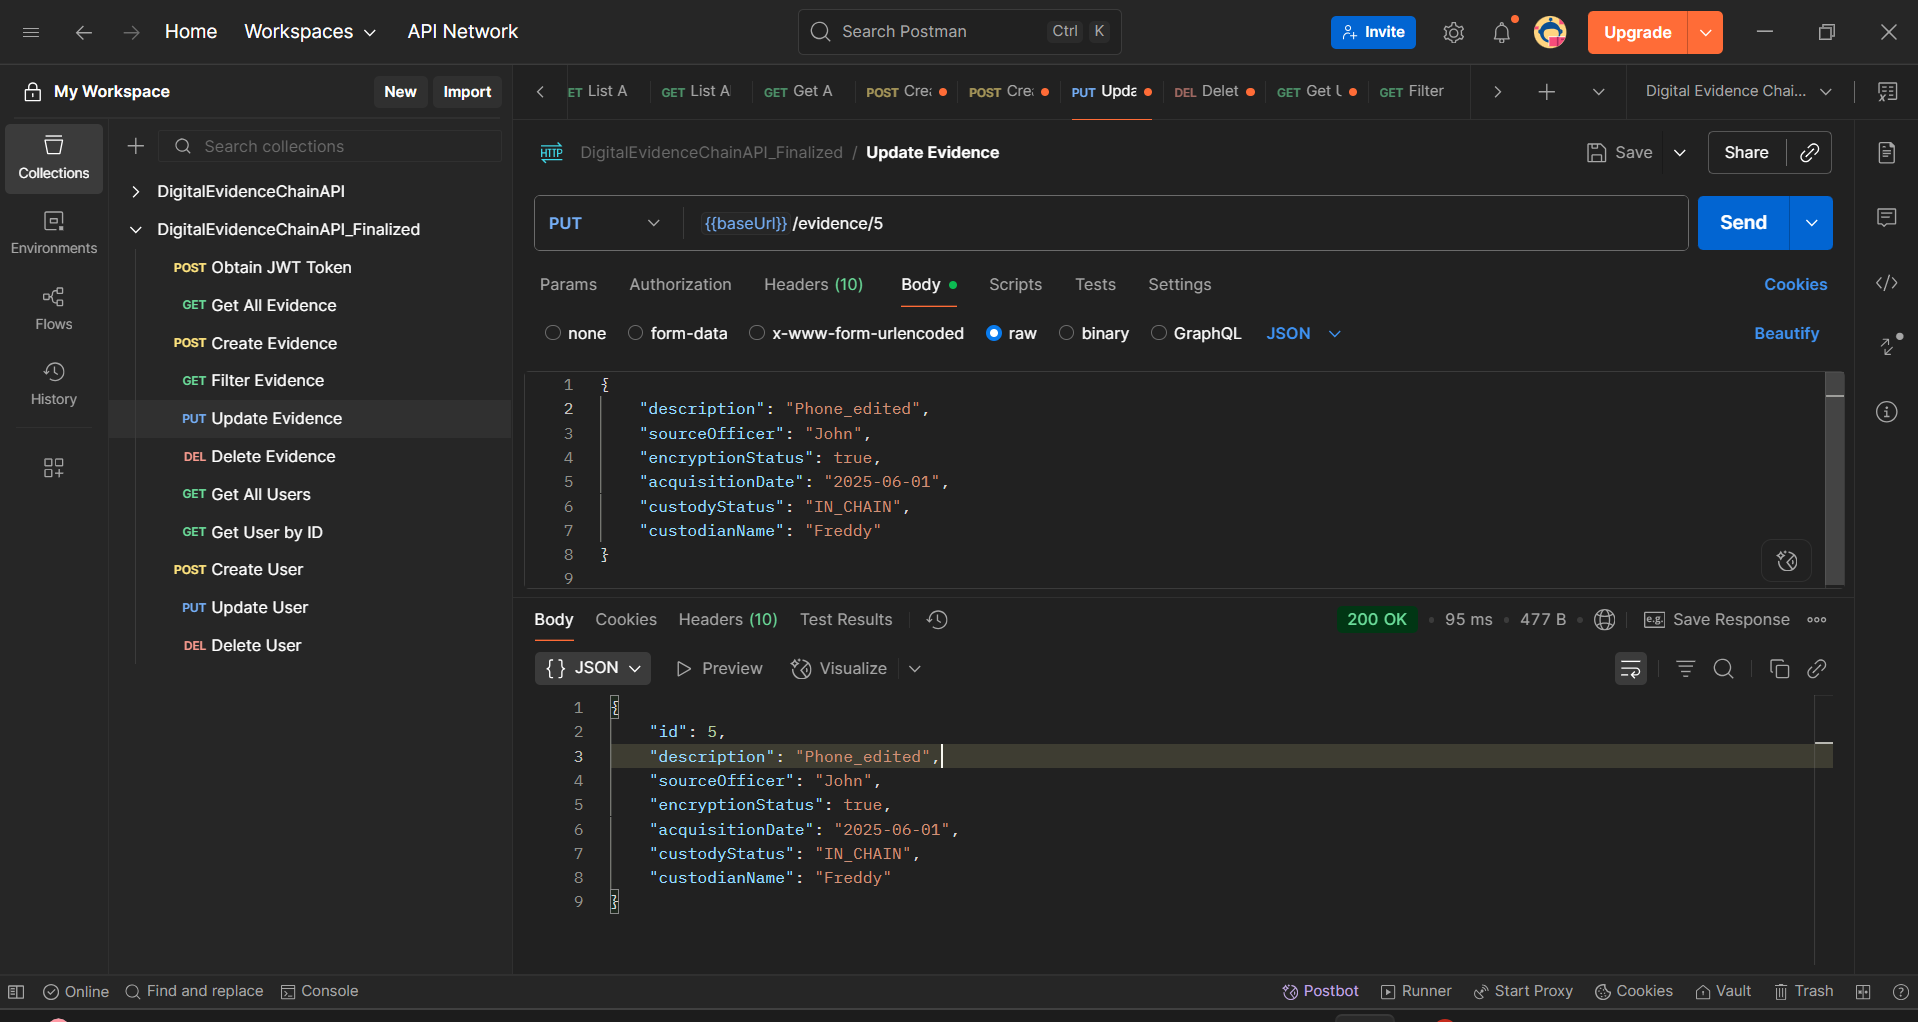 Home Workspaces API Network Search Postman Ctrl K Invite Upgrade
My Workspace New Import
ET List A GET List Al GET Get A POST Crea POST Crea PUT Upda DEL Delet GET Get U GET Filter Digital Evidence Chai...
Collections
Environments
Flows
History
Search collections
DigitalEvidenceChainAPI
DigitalEvidenceChainAPI_Finalized
POST Obtain JWT Token
GET Get All Evidence
POST Create Evidence
GET Filter Evidence
PUT Update Evidence
DEL Delete Evidence
GET Get All Users
GET Get User by ID
POST Create User
PUT Update User
DEL Delete User
HTTP DigitalEvidenceChainAPI_Finalized / Update Evidence Save Share
PUT {{baseUrl}} /evidence/5 Send
Params Authorization Headers (10) Body Scripts Tests Settings Cookies
none form-data x-www-form-urlencoded raw binary GraphQL JSON Beautify
1 {
2 "description": "Phone_edited",
3 "sourceOfficer": "John",
4 "encryptionStatus": true,
5 "acquisitionDate": "2025-06-01",
6 "custodyStatus": "IN_CHAIN",
7 "custodianName": "Freddy"
8 }
9
Body Cookies Headers (10) Test Results 200 OK • 95 ms • 477 B • e.g. Save Response
{} JSON Preview Visualize
1 {
2 "id": 5,
3 "description": "Phone_edited",
4 "sourceOfficer": "John",
5 "encryptionStatus": true,
6 "acquisitionDate": "2025-06-01",
7 "custodyStatus": "IN_CHAIN",
8 "custodianName": "Freddy"
9 }
Online Find and replace Console Postbot Runner Start Proxy Cookies Vault Trash